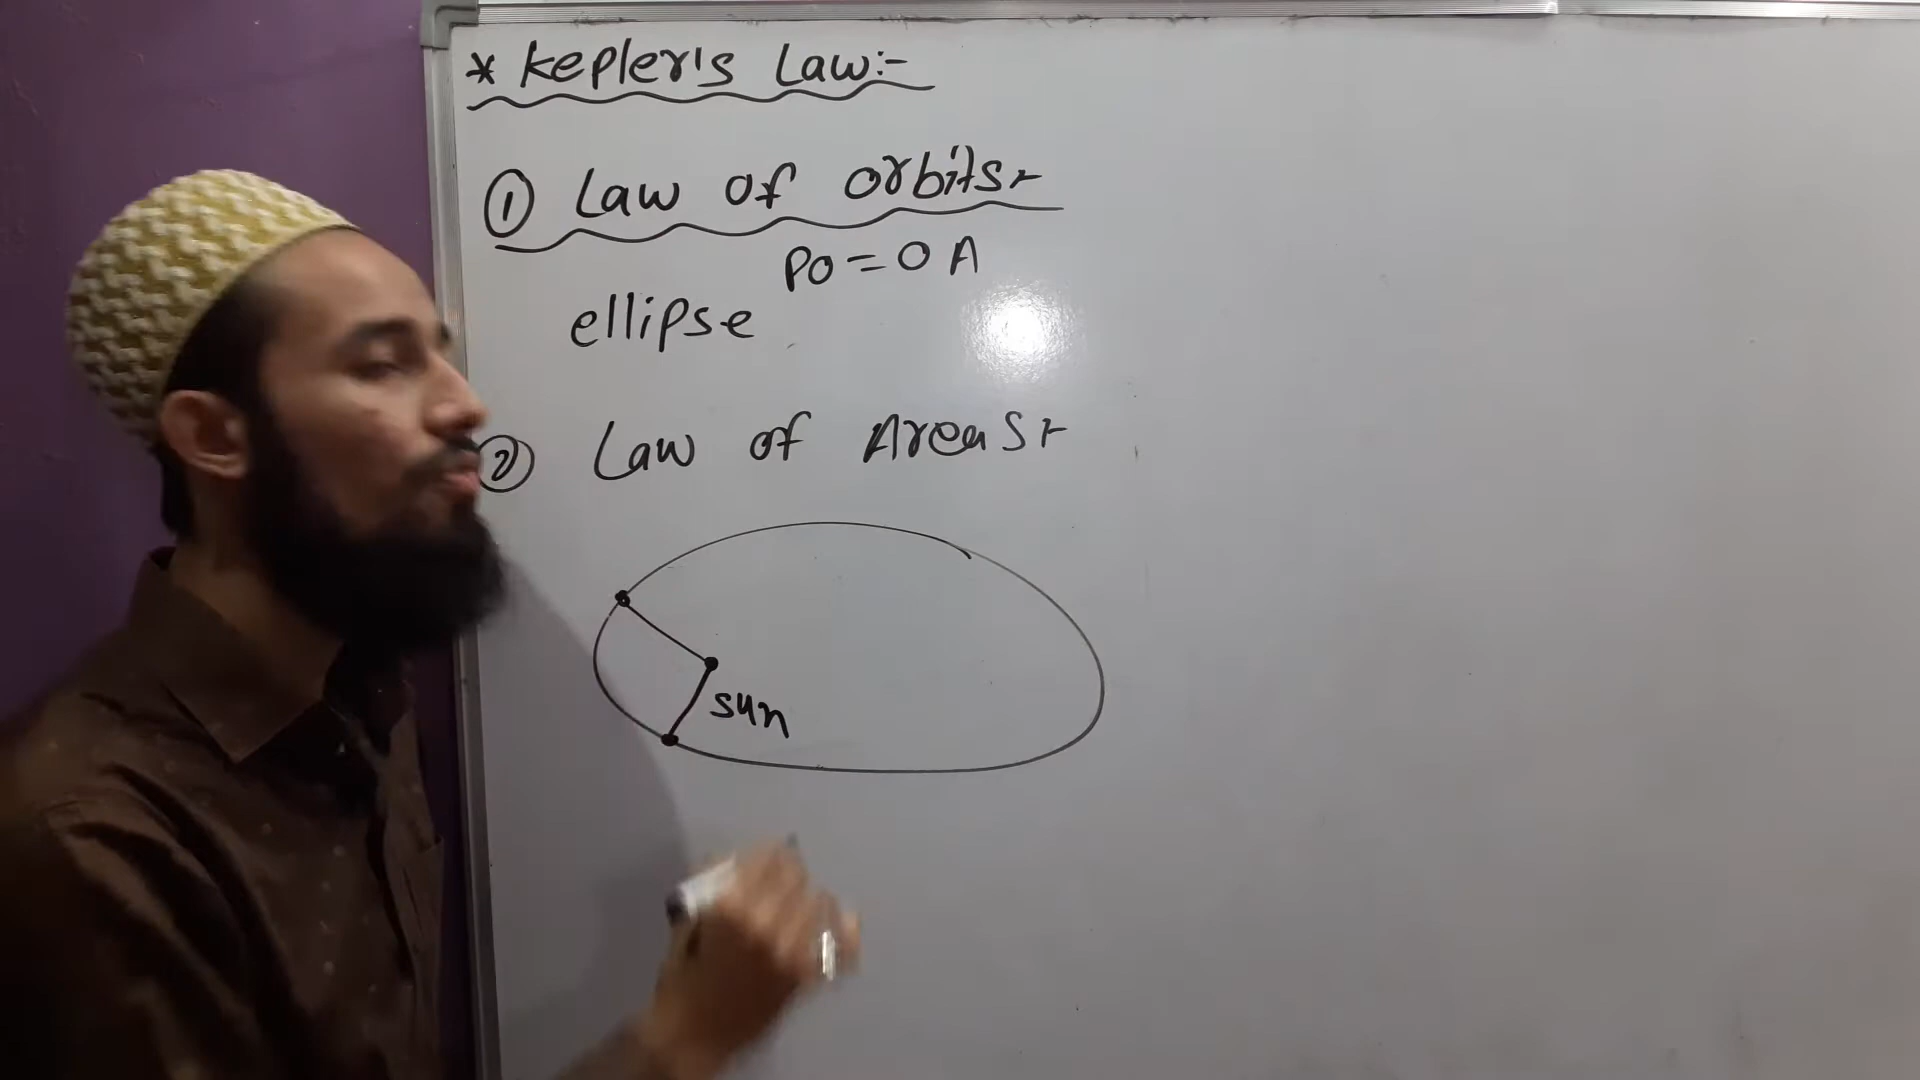 * Kepler's Law:-
① Law of orbits:-
PO = OA
ellipse
② Law of Areas:-
sun